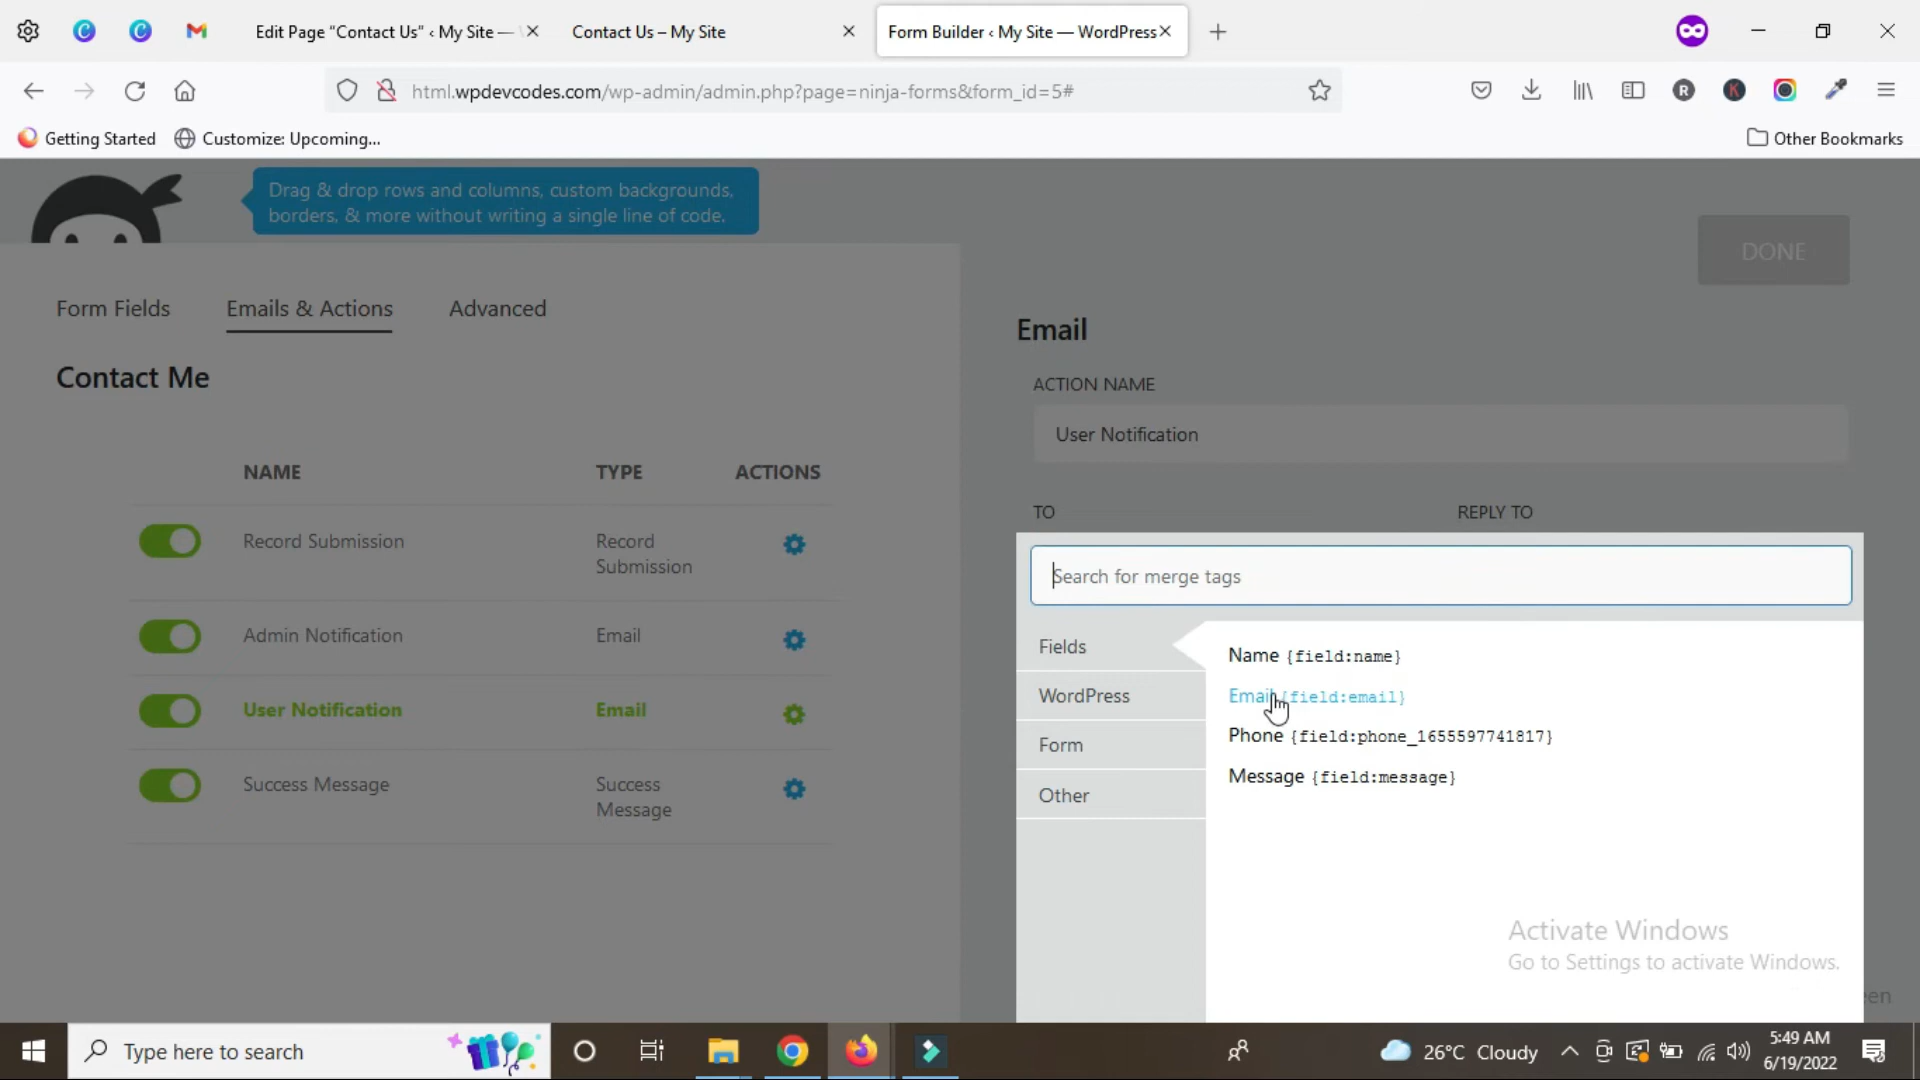 Edit Page “Contact Us” ‹ My Site —
Contact Us – My Site
Form Builder ‹ My Site — WordPress
html.wpdevcodes.com/wp-admin/admin.php?page=ninja-forms&form_id=5#
Getting Started
Customize: Upcoming...
Other Bookmarks
Drag & drop rows and columns, custom backgrounds,
borders, & more without writing a single line of code.
DONE
Form Fields
Emails & Actions
Advanced
Email
ACTION NAME
Contact Me
User Notification
NAME
TYPE
ACTIONS
TO
REPLY TO
Record Submission
Record
Submission
Search for merge tags
Admin Notification
Email
Fields
WordPress
Form
Other
Name {field:name}
Email {field:email}
Phone {field:phone_1655597741817}
Message {field:message}
User Notification
Email
Success Message
Success
Message
Activate Windows
Go to Settings to activate Windows.
Type here to search
26°C Cloudy
5:49 AM
6/19/2022